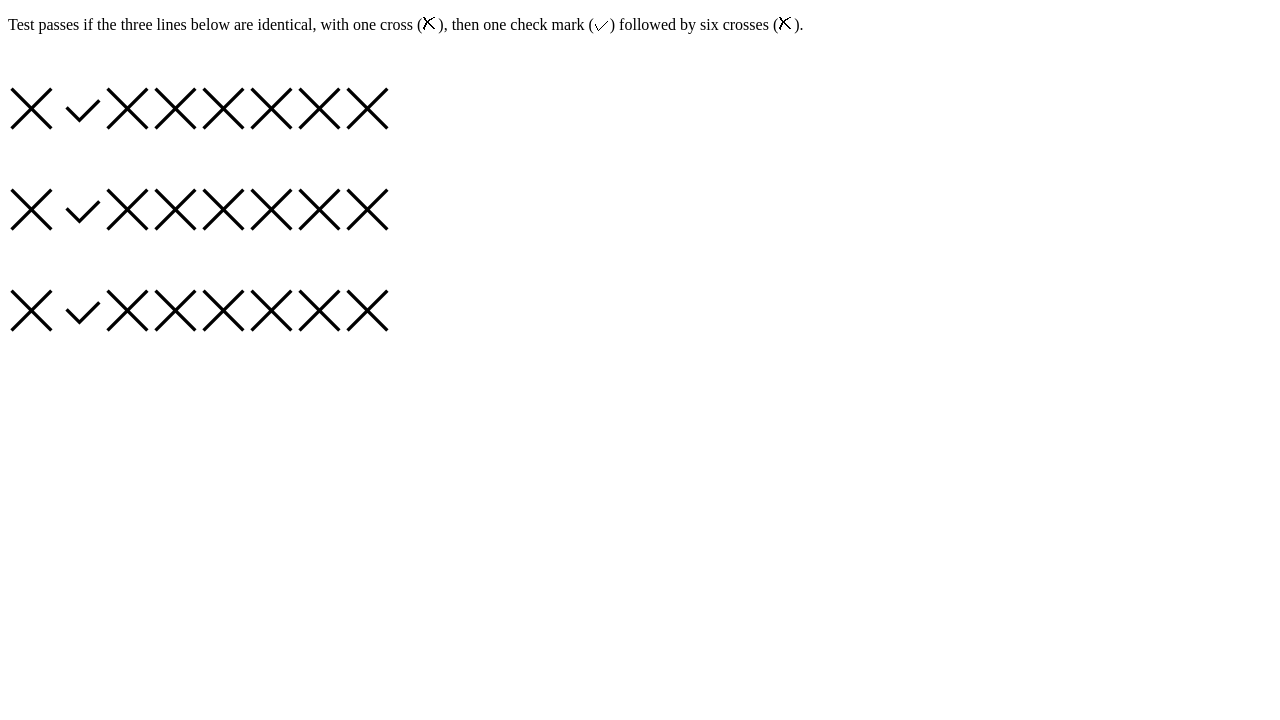 Test passes if the three lines below are identical, with one cross (✗), then one check mark (✓) followed by six crosses (✗).
✗✓✗✗✗✗✗✗
✗✓✗✗✗✗✗✗
✗✓✗✗✗✗✗✗